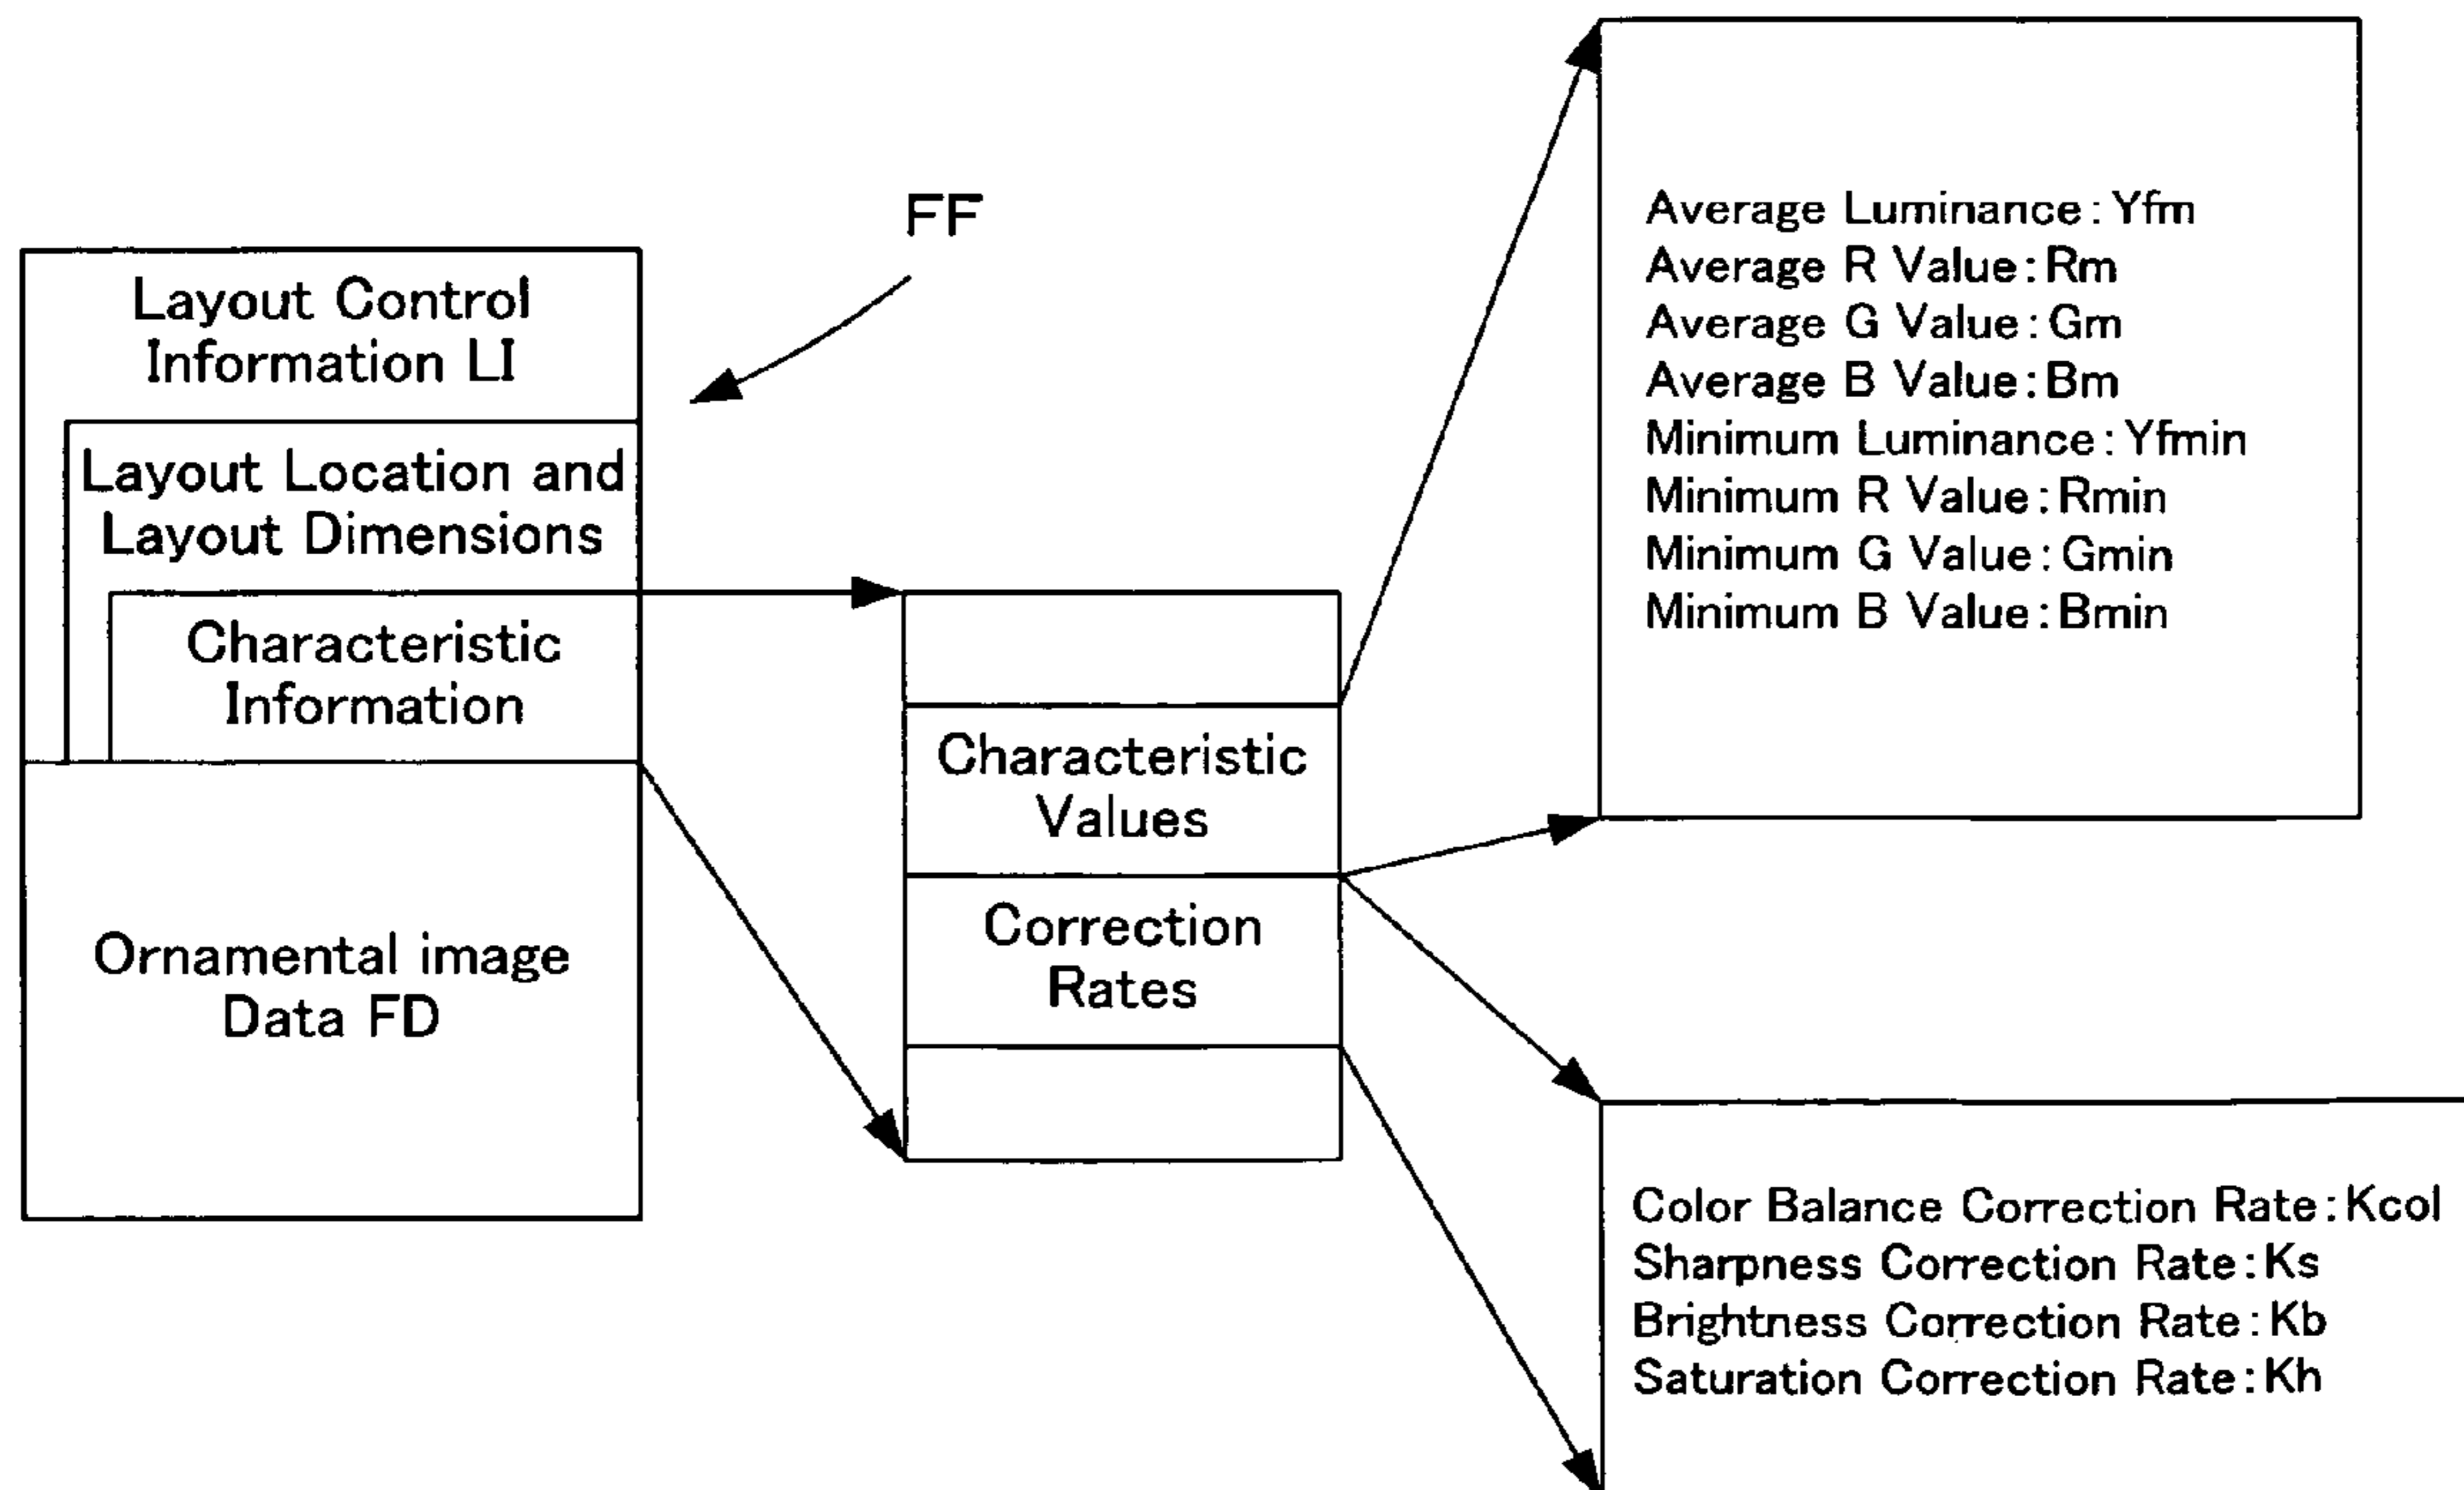 FF
Layout Control
Information LI
Layout Location and
Layout Dimensions
Characteristic
Information
Ornamental image
Data FD
Characteristic
Values
Correction
Rates
Average Luminance:Yfm
Average R Value:Rm
Average G Value:Gm
Average B Value:Bm
Minimum Luminance:Yfmin
Minimum R Value:Rmin
Minimum G Value:Gmin
Minimum B Value:Bmin
Color Balance Correction Rate:Kcol
Sharpness Correction Rate:Ks
Brightness Correction Rate:Kb
Saturation Correction Rate:Kh